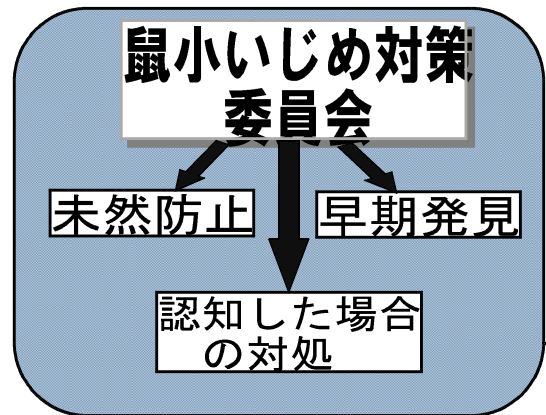 鼠小いじめ対策
委員会
未然防止
早期発見
認知した場合
の対処